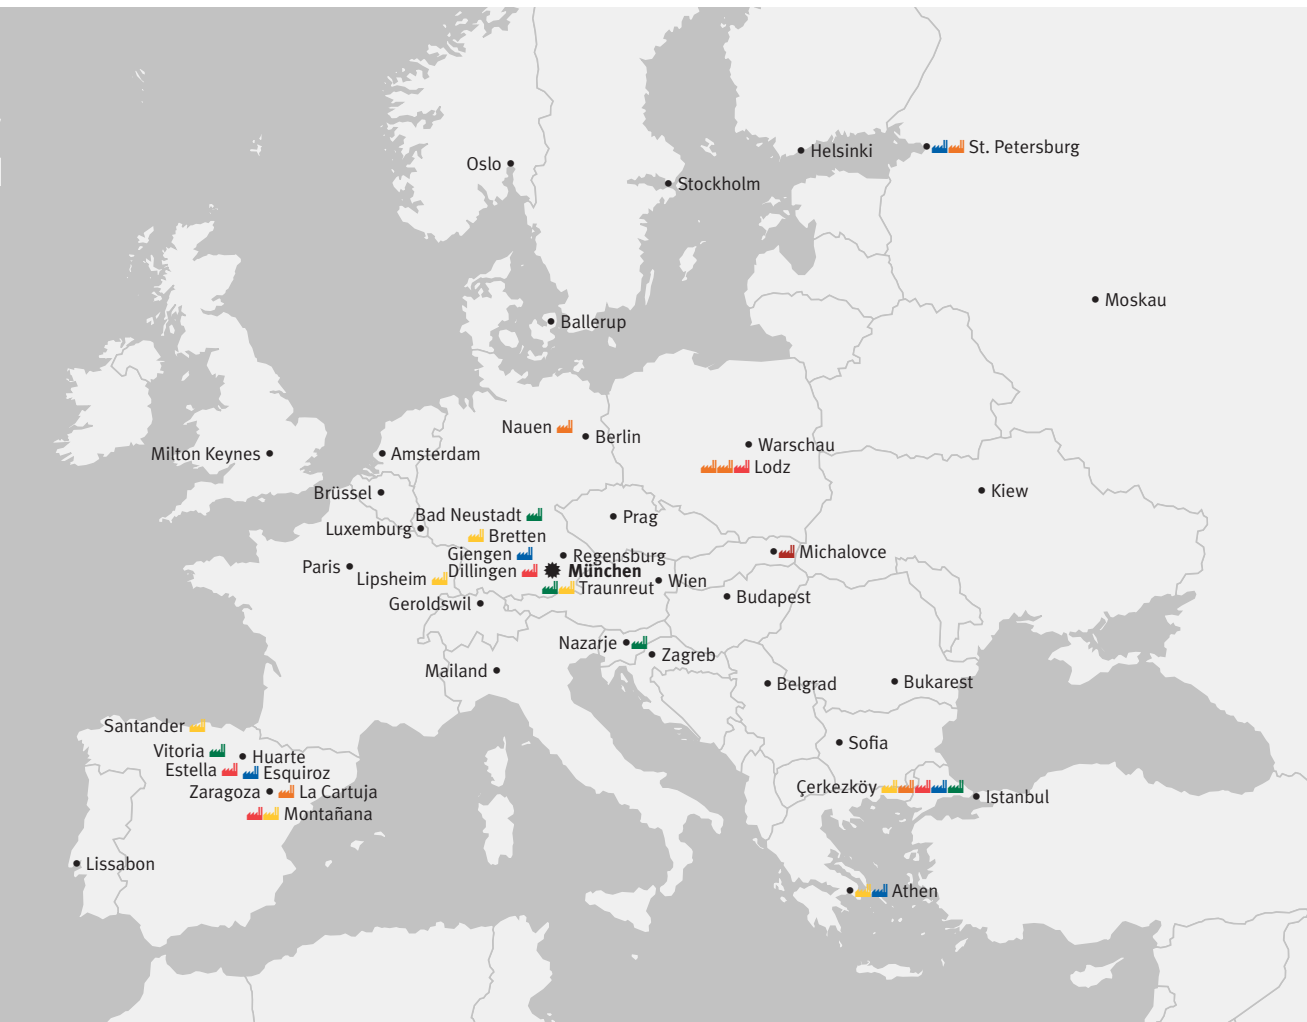 Helsinki
St. Petersburg
Oslo
Stockholm
Moskau
Ballerup
Nauen
Berlin
Warschau
Milton Keynes
Amsterdam
Lodz
Brüssel
Kiew
Bad Neustadt
Prag
Luxemburg
Bretten
Giengen
Regensburg
Michalovce
Paris
Lipsheim
Dillingen
München
Wien
Traunreut
Budapest
Geroldswil
Nazarje
Zagreb
Mailand
Belgrad
Bukarest
Santander
Sofia
Vitoria
Huarte
Estella
Esquiroz
Zaragoza
La Cartuja
Çerkezköy
Istanbul
Montañana
Lissabon
Athen